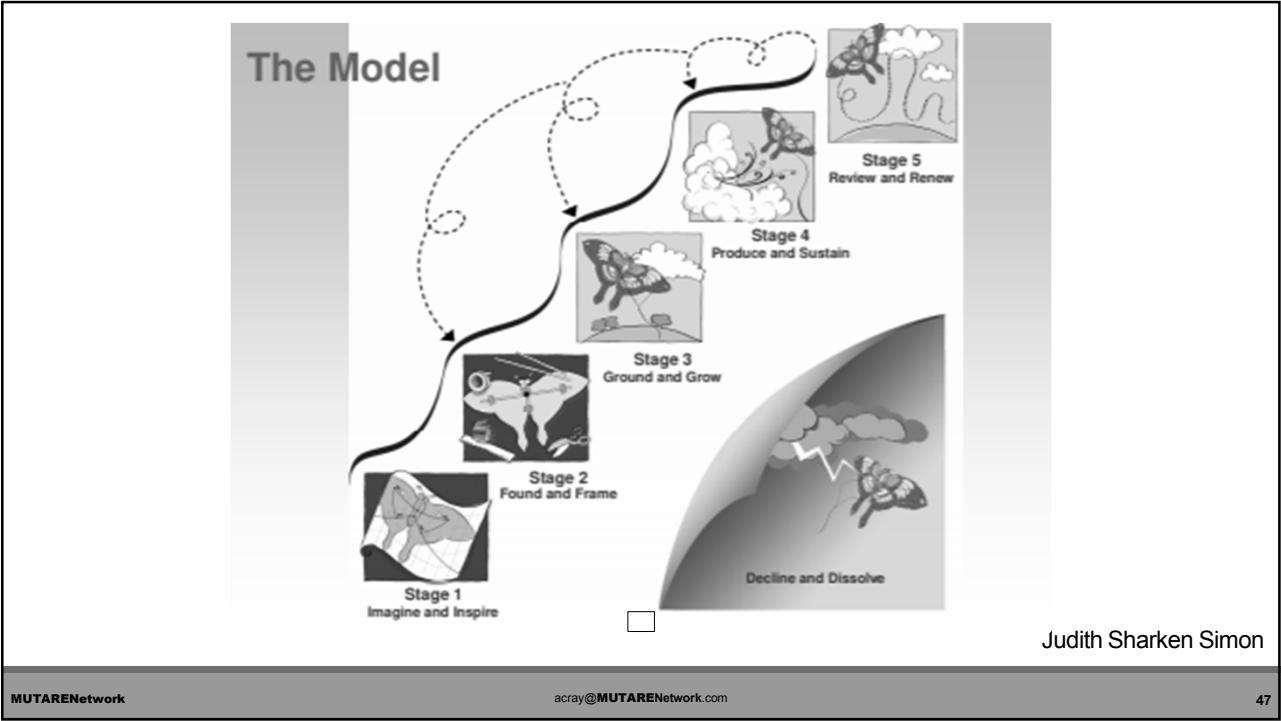 The Model
Stage 5
Review and Renew
Stage 4
Produce and Sustain
Stage 3
Ground and Grow
Stage 2
Found and Frame
Stage 1
Imagine and Inspire
Decline and Dissolve
Judith Sharken Simon
MUTARENetwork
acray@MUTARENetwork.com
47